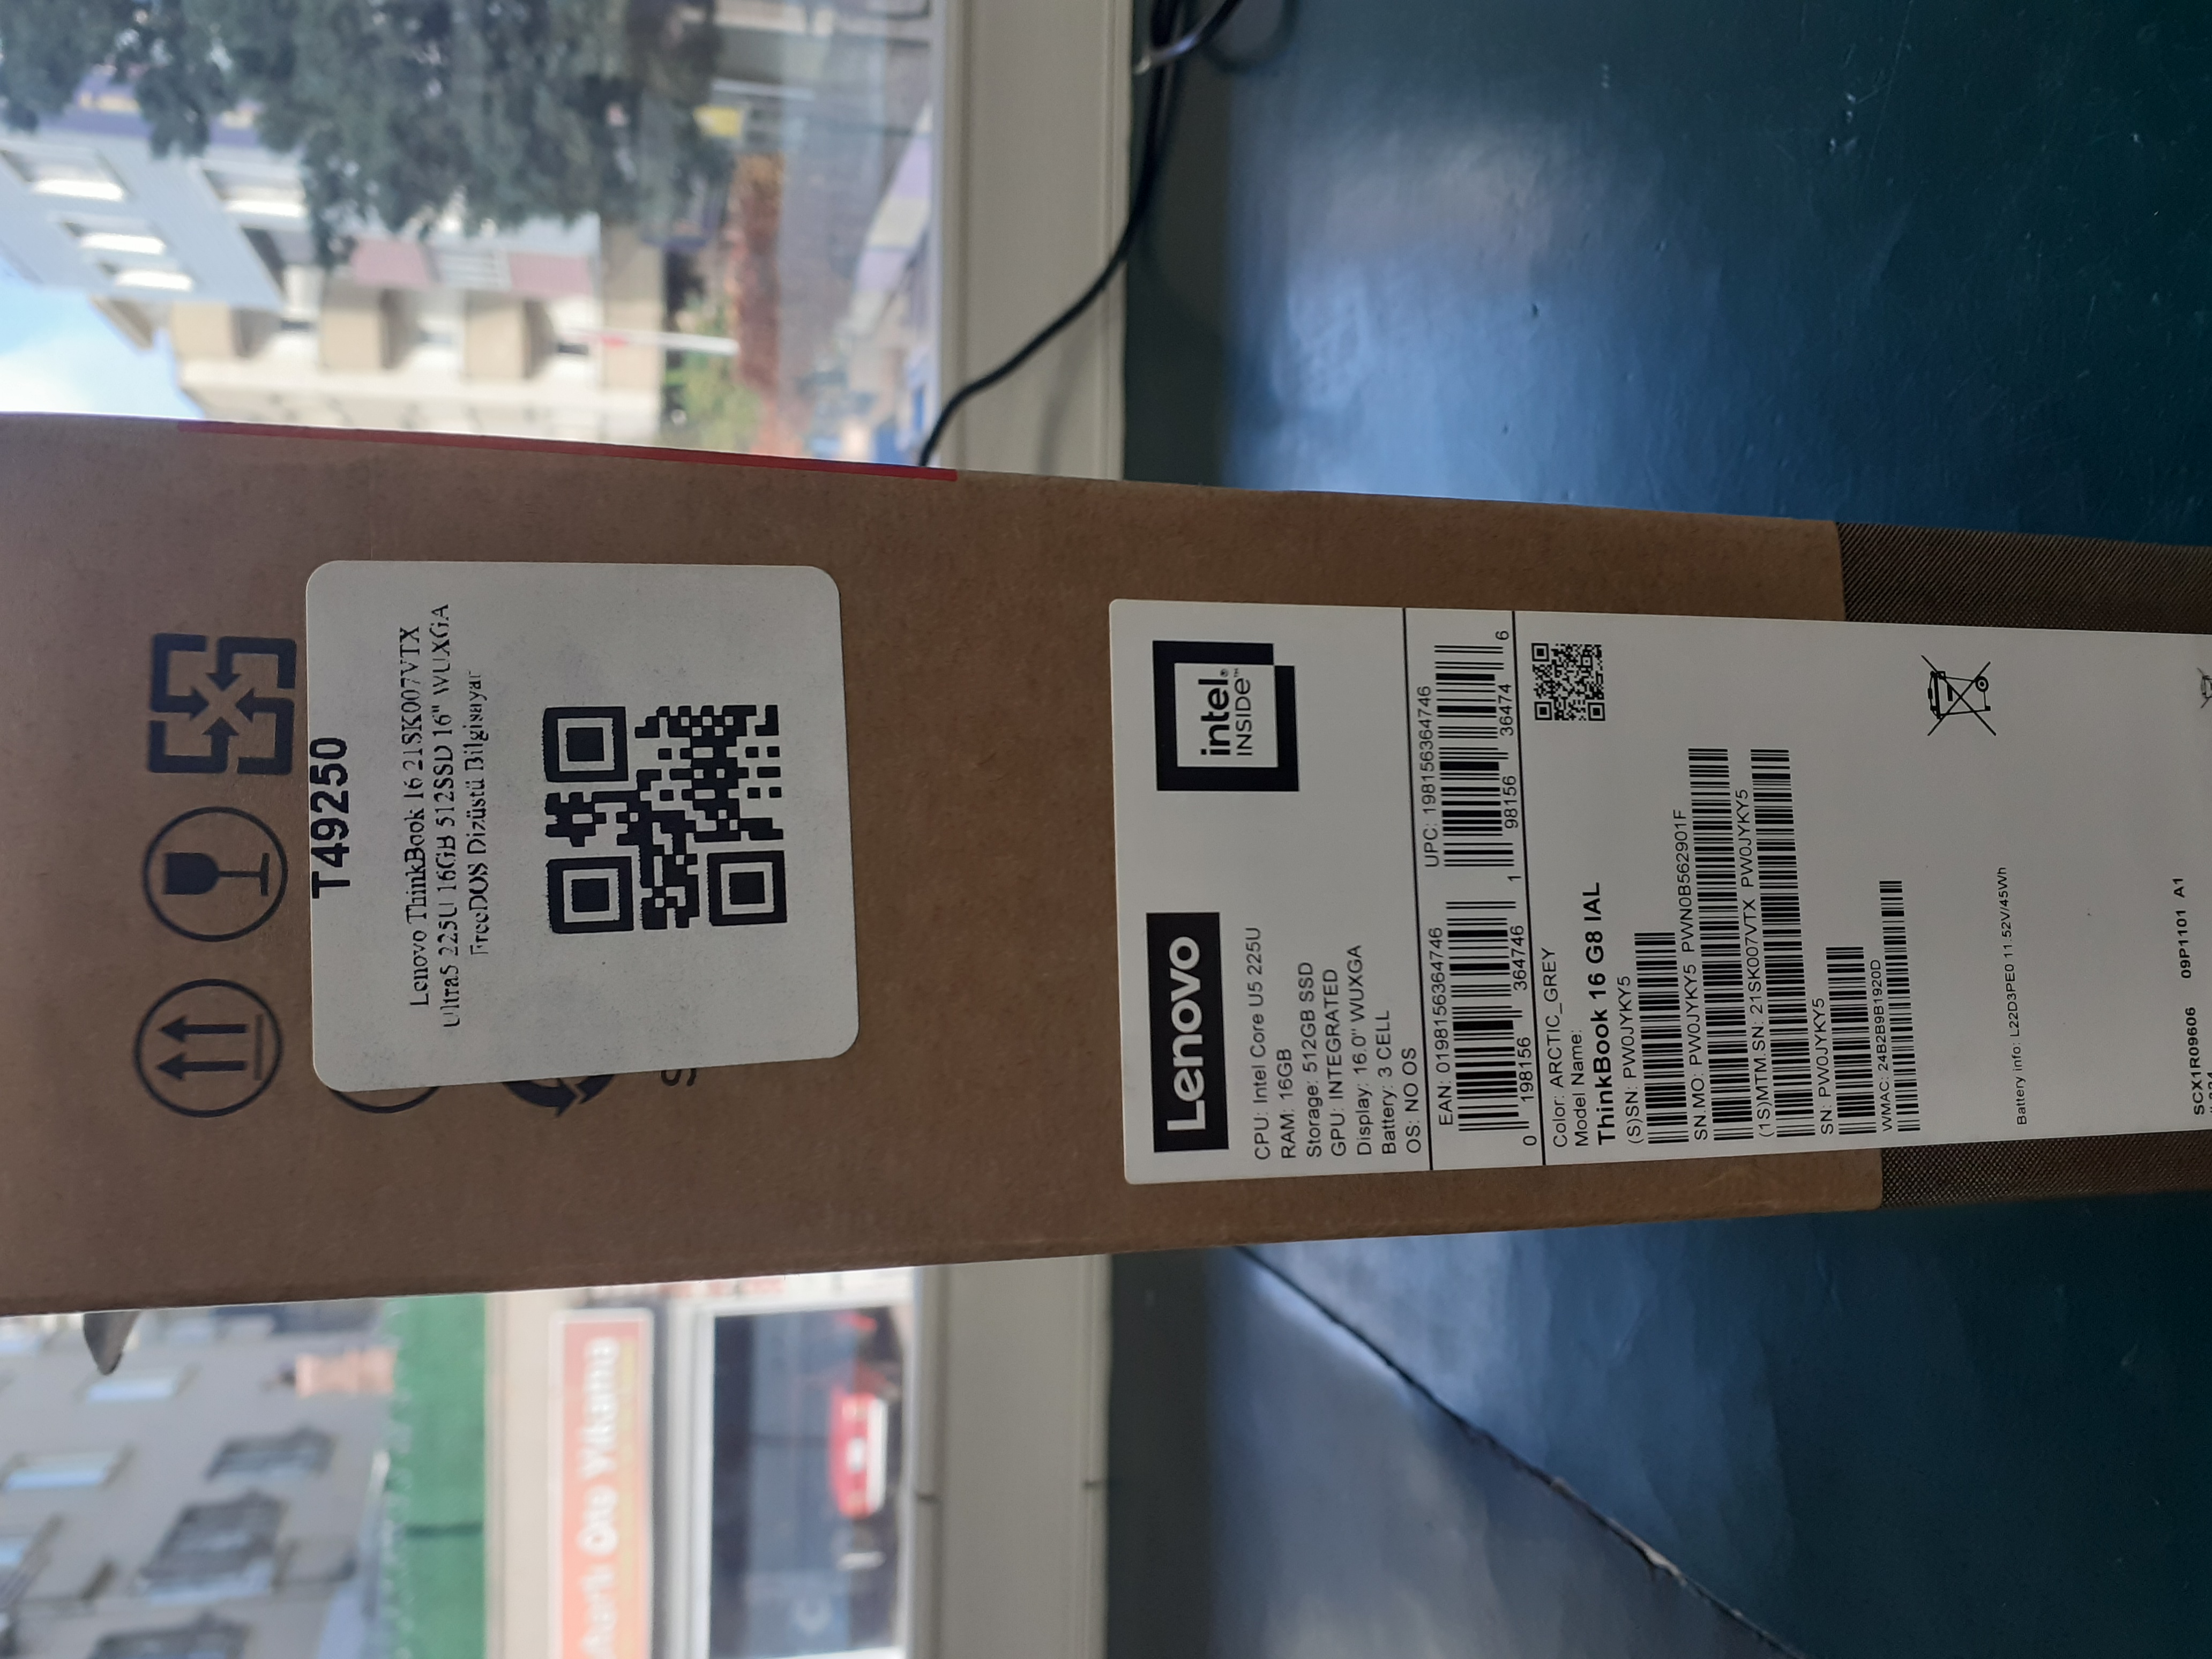 T49250
Lenovo ThinkBook 16 21SK007VTX
Ultra5 225U 16GB 512SSD 16" WUXGA
FreeDOS Dizüstü Bilgisayar
Lenovo
intel®
INSIDE™
CPU: Intel Core U5 225U
RAM: 16GB
Storage: 512GB SSD
GPU: INTEGRATED
Display: 16.0" WUXGA
Battery: 3 CELL
OS: NO OS
EAN: 0198156364746
0 198156 364746
UPC: 198156364746
1 98156 36474 6
Color: ARCTIC_GREY
Model Name:
ThinkBook 16 G8 IAL
(S)SN: PW0JYKY5
SN.MO: PW0JYKY5 PWN0B562901F
(1S)MTM.SN: 21SK007VTX PW0JYKY5
SN: PW0JYKY5
WMAC: 24B2B9B1920D
Battery info: L22D3PE0 11.52V/45Wh
SCX1R09606 09P1101 A1
Oto Yıkama